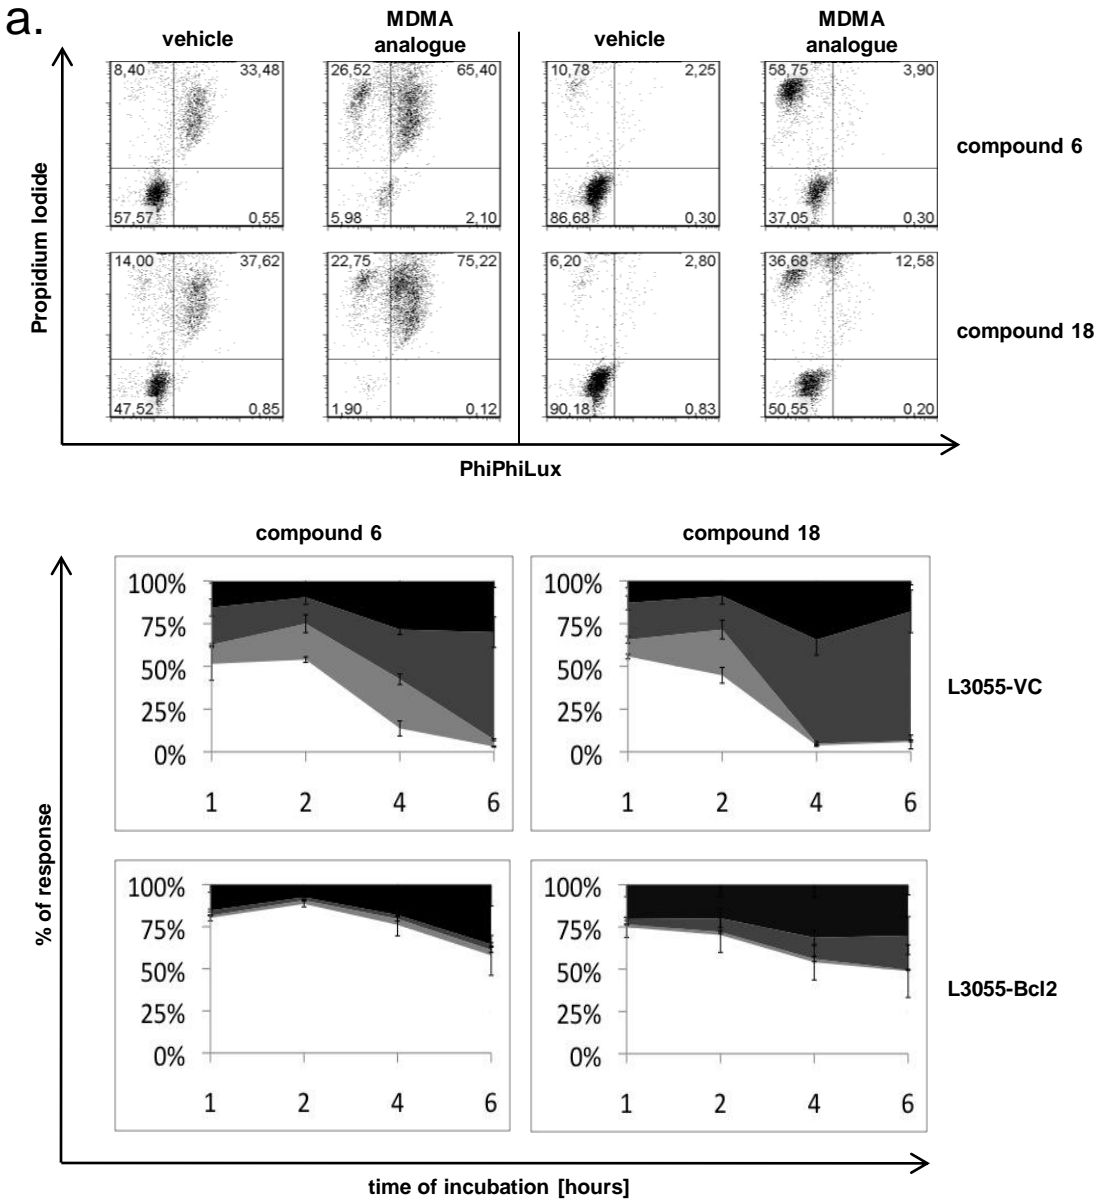 a.
vehicle
MDMA
analogue
vehicle
MDMA
analogue
8,40 33,48
57,57 0,55
26,52 65,40
5,98 2,10
10,78 2,25
86,68 0,30
58,75 3,90
37,05 0,30
compound 6
14,00 37,62
47,52 0,85
22,75 75,22
1,90 0,12
6,20 2,80
90,18 0,83
36,68 12,58
50,55 0,20
compound 18
Propidium Iodide
PhiPhiLux
compound 6
compound 18
100%
75%
50%
25%
0%
1 2 4 6
100%
75%
50%
25%
0%
1 2 4 6
L3055-VC
100%
75%
50%
25%
0%
1 2 4 6
100%
75%
50%
25%
0%
1 2 4 6
L3055-Bcl2
% of response
time of incubation [hours]